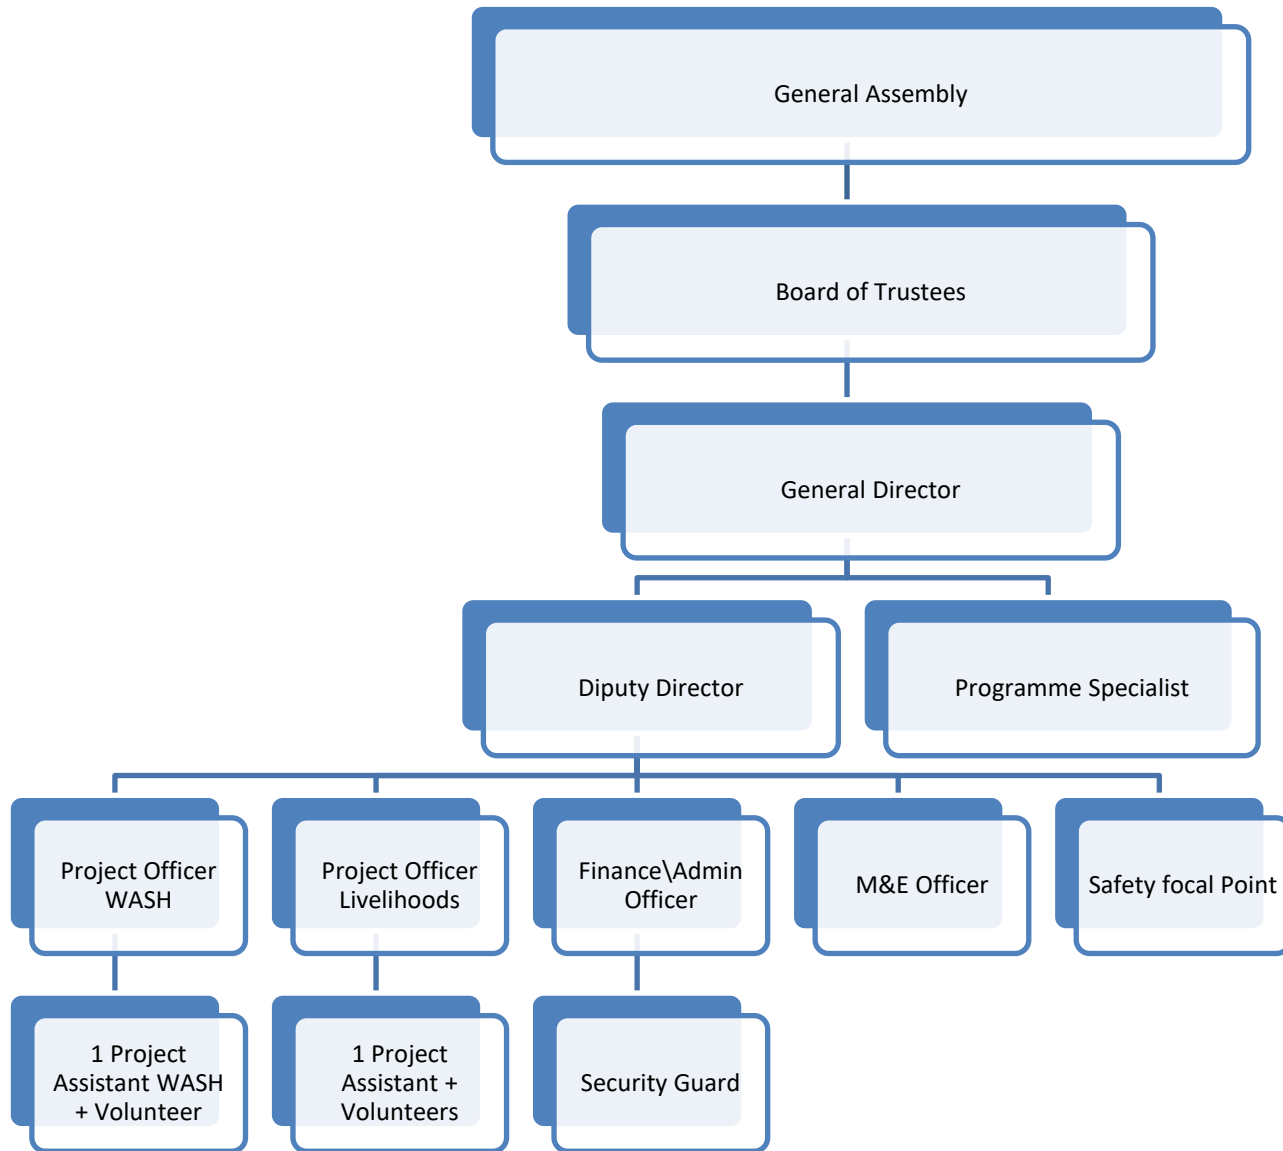 General Assembly
Board of Trustees
General Director
Diputy Director
Programme Specialist
Project Officer
WASH
Project Officer
Livelihoods
Finance\Admin
Officer
M&E Officer
Safety focal Point
1 Project
Assistant WASH
+ Volunteer
1 Project
Assistant +
Volunteers
Security Guard